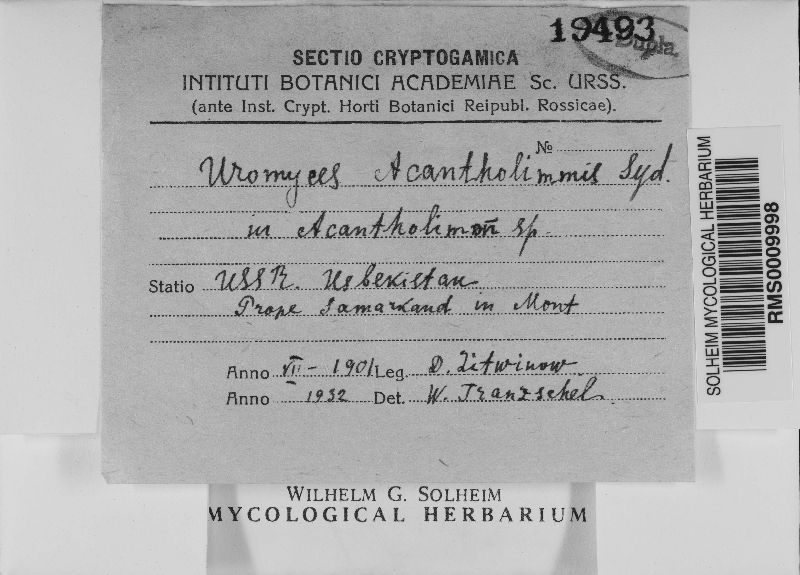 19493
Dupla.
SECTIO CRYPTOGAMICA
INTITUTI BOTANICI ACADEMIAE Sc. URSS.
(ante Inst. Crypt. Horti Botanici Reipubl. Rossicae).
№
Uromyces Acantholimmis Syd.
in Acantholimon sp.
Statio USSR. Usbekistan
Prope Samarkand in Mont
Anno VII - 1901 Leg. D. Litwinow
Anno 1932 Det. W. Tranzschel.
SOLHEIM MYCOLOGICAL HERBARIUM
RMS0009998
WILHELM G. SOLHEIM
MYCOLOGICAL HERBARIUM